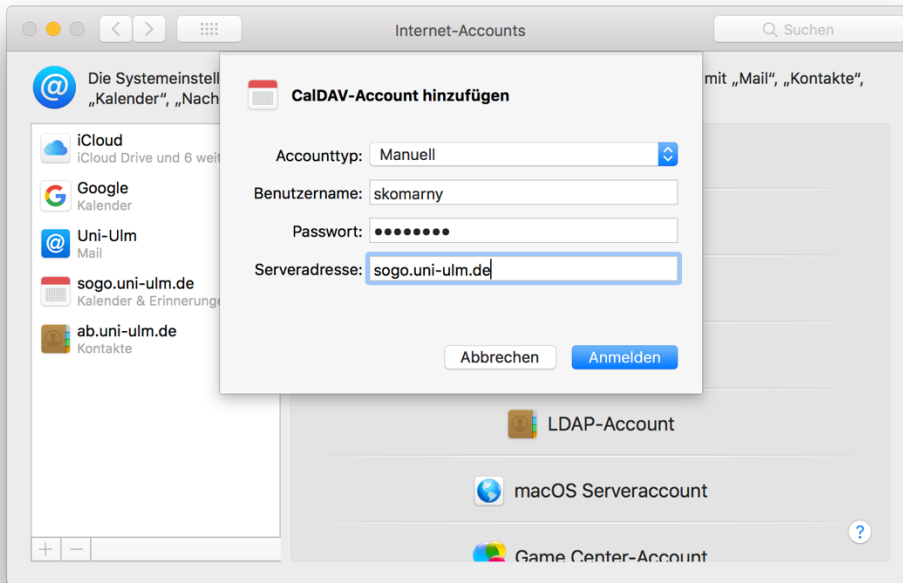 Internet-Accounts
Suchen
Die Systemeinstell
mit „Mail“, „Kontakte“,
„Kalender“, „Nach
CalDAV-Account hinzufügen
Accounttyp: Manuell
Benutzername: skomarny
Passwort: ●●●●●●●●
Serveradresse: sogo.uni-ulm.de
Abbrechen Anmelden
iCloud
iCloud Drive und 6 weit
Google
Kalender
Uni-Ulm
Mail
sogo.uni-ulm.de
Kalender & Erinnerunge
ab.uni-ulm.de
Kontakte
LDAP-Account
macOS Serveraccount
Game Center-Account
?